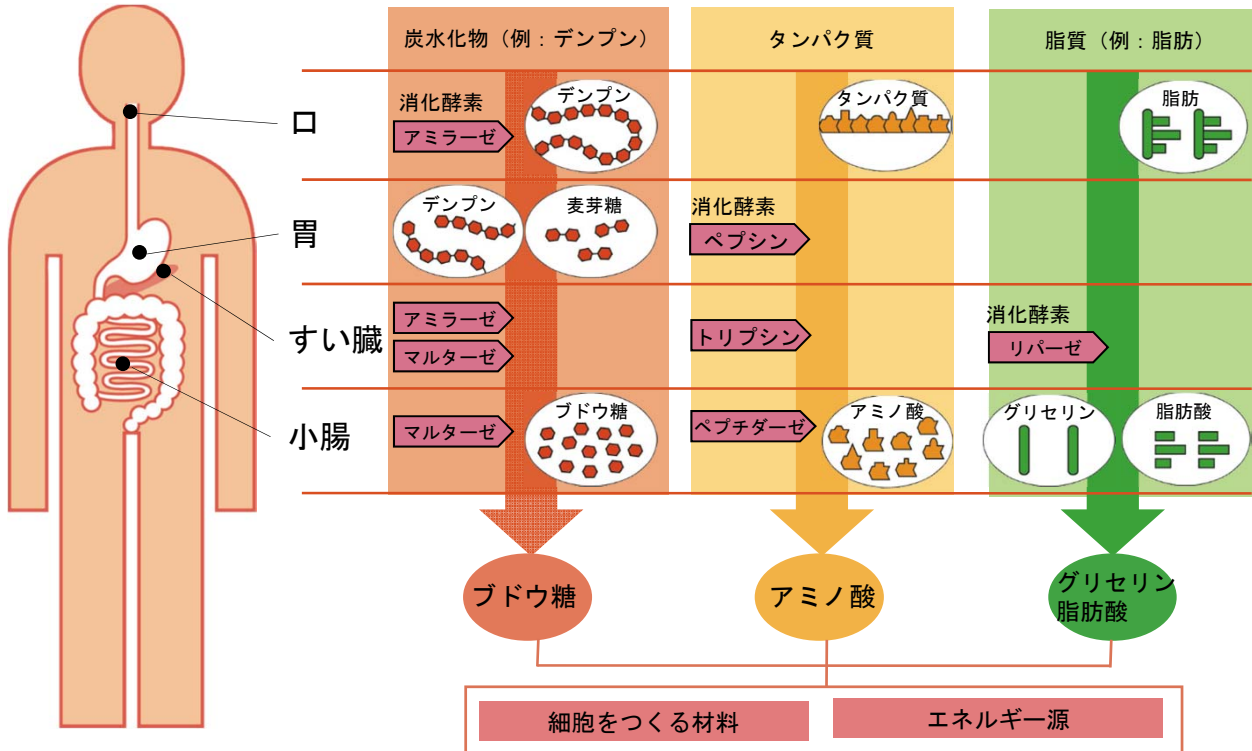 炭水化物（例：デンプン）
タンパク質
脂質（例：脂肪）
口
消化酵素
アミラーゼ
デンプン
タンパク質
脂肪
胃
デンプン
麦芽糖
消化酵素
ペプシン
すい臓
アミラーゼ
マルターゼ
トリプシン
消化酵素
リパーゼ
小腸
マルターゼ
ブドウ糖
ペプチダーゼ
アミノ酸
グリセリン
脂肪酸
ブドウ糖
アミノ酸
グリセリン
脂肪酸
細胞をつくる材料
エネルギー源